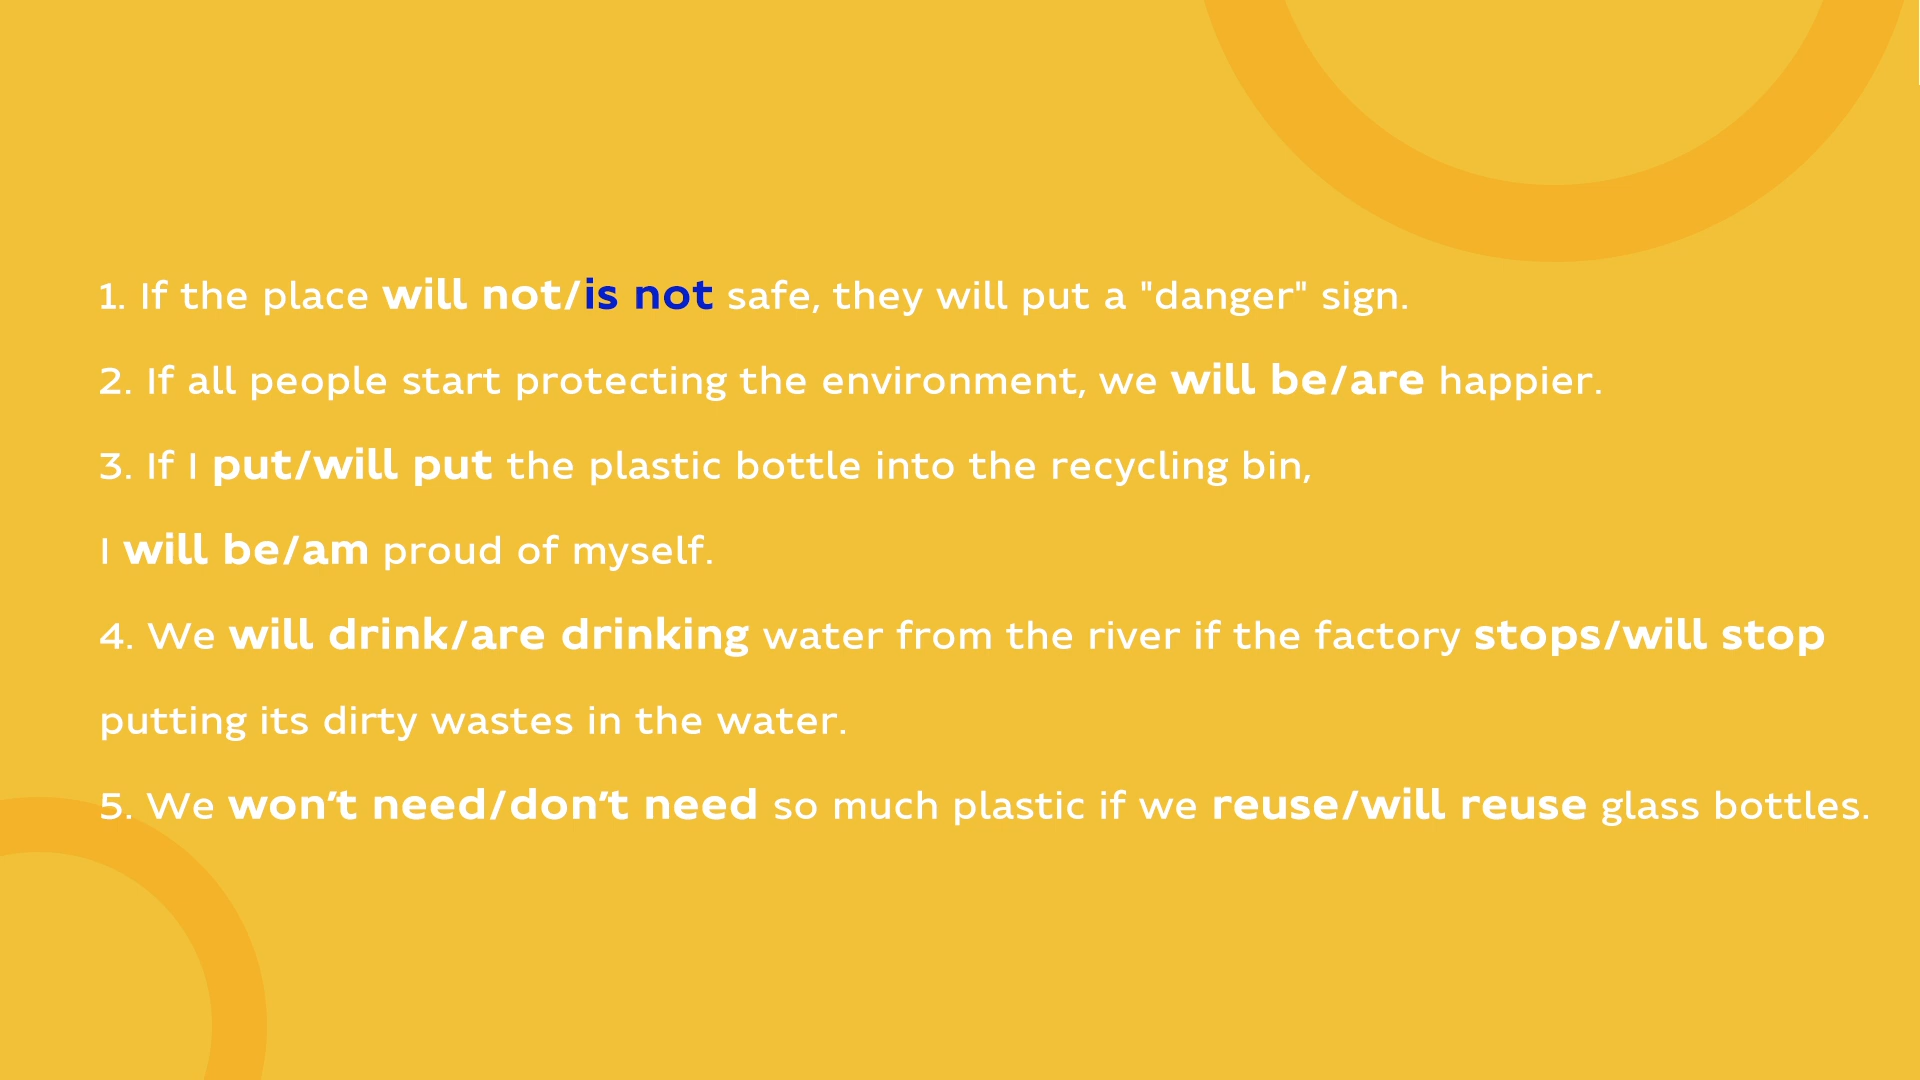 1. If the place will not/is not safe, they will put a "danger" sign.
2. If all people start protecting the environment, we will be/are happier.
3. If I put/will put the plastic bottle into the recycling bin,
I will be/am proud of myself.
4. We will drink/are drinking water from the river if the factory stops/will stop
putting its dirty wastes in the water.
5. We won’t need/don’t need so much plastic if we reuse/will reuse glass bottles.